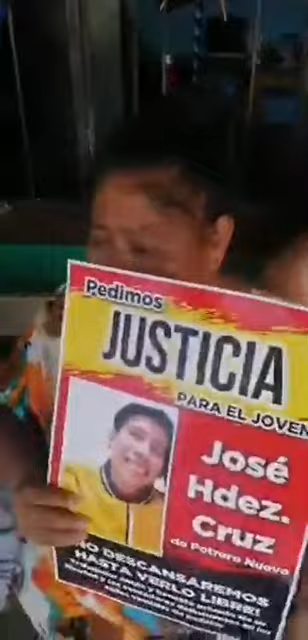 Pedimos
JUSTICIA
PARA EL JOVEN
José
Hdez.
Cruz
de Potrero Nuevo
NO DESCANSAREMOS
HASTA VERLO LIBRE!